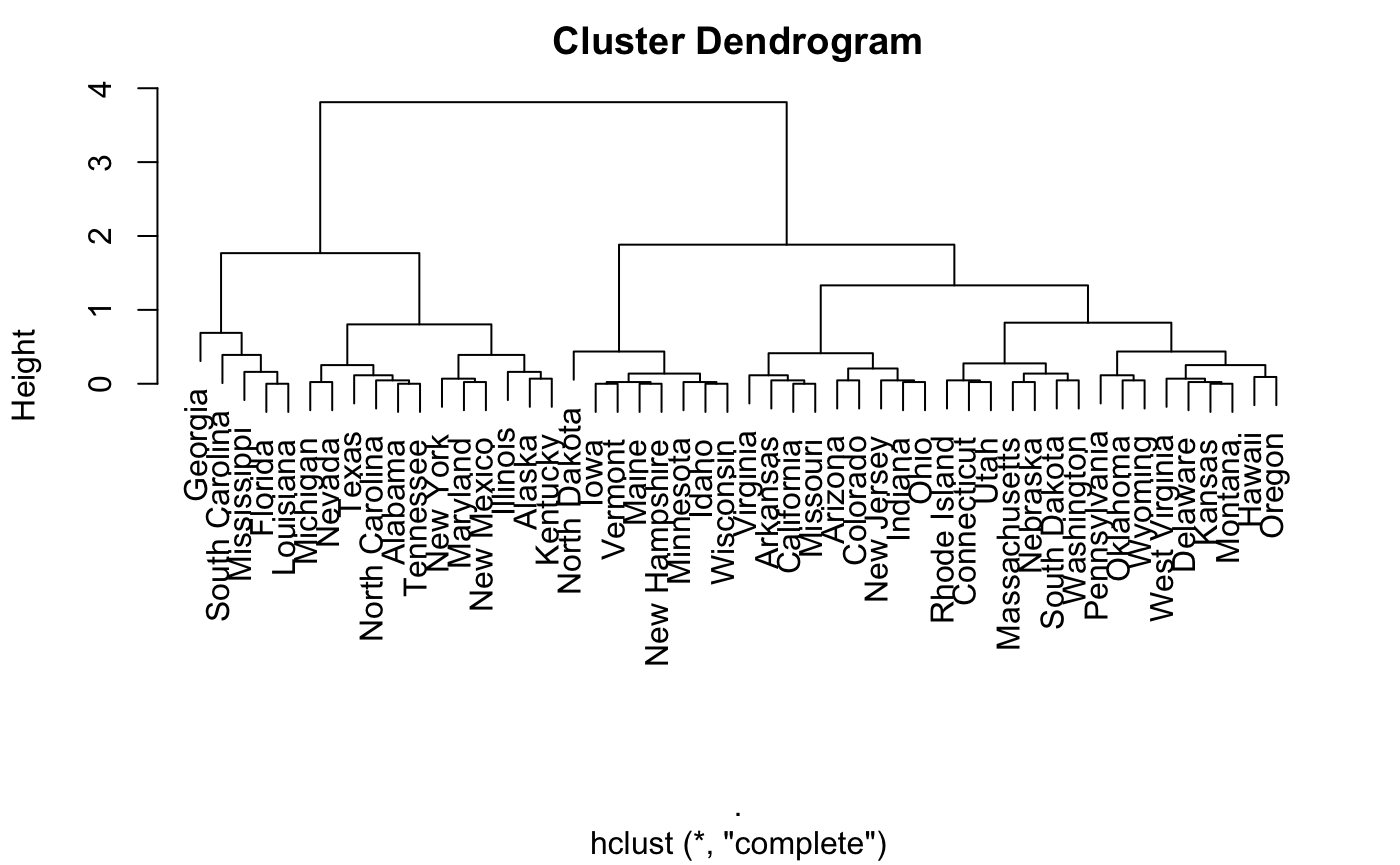 Cluster Dendrogram
Height
4
3
2
1
0
Georgia
South Carolina
Mississippi
Florida
Louisiana
Michigan
Nevada
Texas
North Carolina
Alabama
Tennessee
New York
Maryland
New Mexico
Illinois
Alaska
Kentucky
North Dakota
Iowa
Vermont
Maine
New Hampshire
Minnesota
Idaho
Wisconsin
Virginia
Arkansas
California
Missouri
Arizona
Colorado
New Jersey
Indiana
Ohio
Rhode Island
Connecticut
Utah
Massachusetts
Nebraska
South Dakota
Washington
Pennsylvania
Oklahoma
Wyoming
West Virginia
Delaware
Kansas
Montana
Hawaii
Oregon
.
hclust (*, "complete")